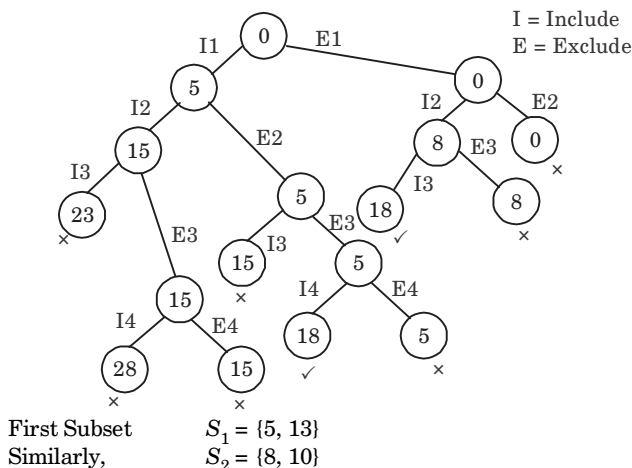 I = Include
E = Exclude
I1 0 E1
5 0
I2 E2 I2 E2
15 8 0
×
I3 E3 5 I3 E3
23 18 8
× ✓ ×
I3 E3
15 5
×
15 I4 E4
I4 E4 18 5
✓ ×
28 15
× ×
First Subset S1 = {5, 13}
Similarly, S2 = {8, 10}